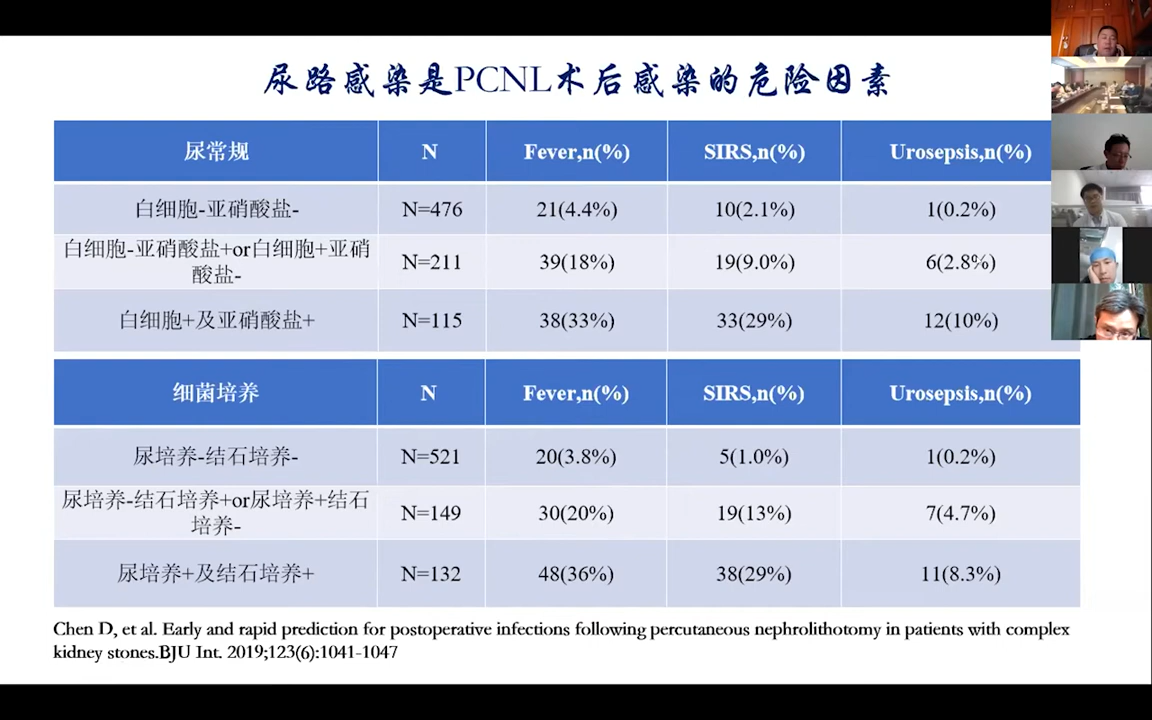 尿路感染是PCNL术后感染的危险因素
尿常规 N Fever,n(%) SIRS,n(%) Urosepsis,n(%)
白细胞-亚硝酸盐- N=476 21(4.4%) 10(2.1%) 1(0.2%)
白细胞-亚硝酸盐+or白细胞+亚硝
酸盐- N=211 39(18%) 19(9.0%) 6(2.8%)
白细胞+及亚硝酸盐+ N=115 38(33%) 33(29%) 12(10%)
细菌培养 N Fever,n(%) SIRS,n(%) Urosepsis,n(%)
尿培养-结石培养- N=521 20(3.8%) 5(1.0%) 1(0.2%)
尿培养-结石培养+or尿培养+结石
培养- N=149 30(20%) 19(13%) 7(4.7%)
尿培养+及结石培养+ N=132 48(36%) 38(29%) 11(8.3%)
Chen D, et al. Early and rapid prediction for postoperative infections following percutaneous nephrolithotomy in patients with complex
kidney stones.BJU Int. 2019;123(6):1041-1047